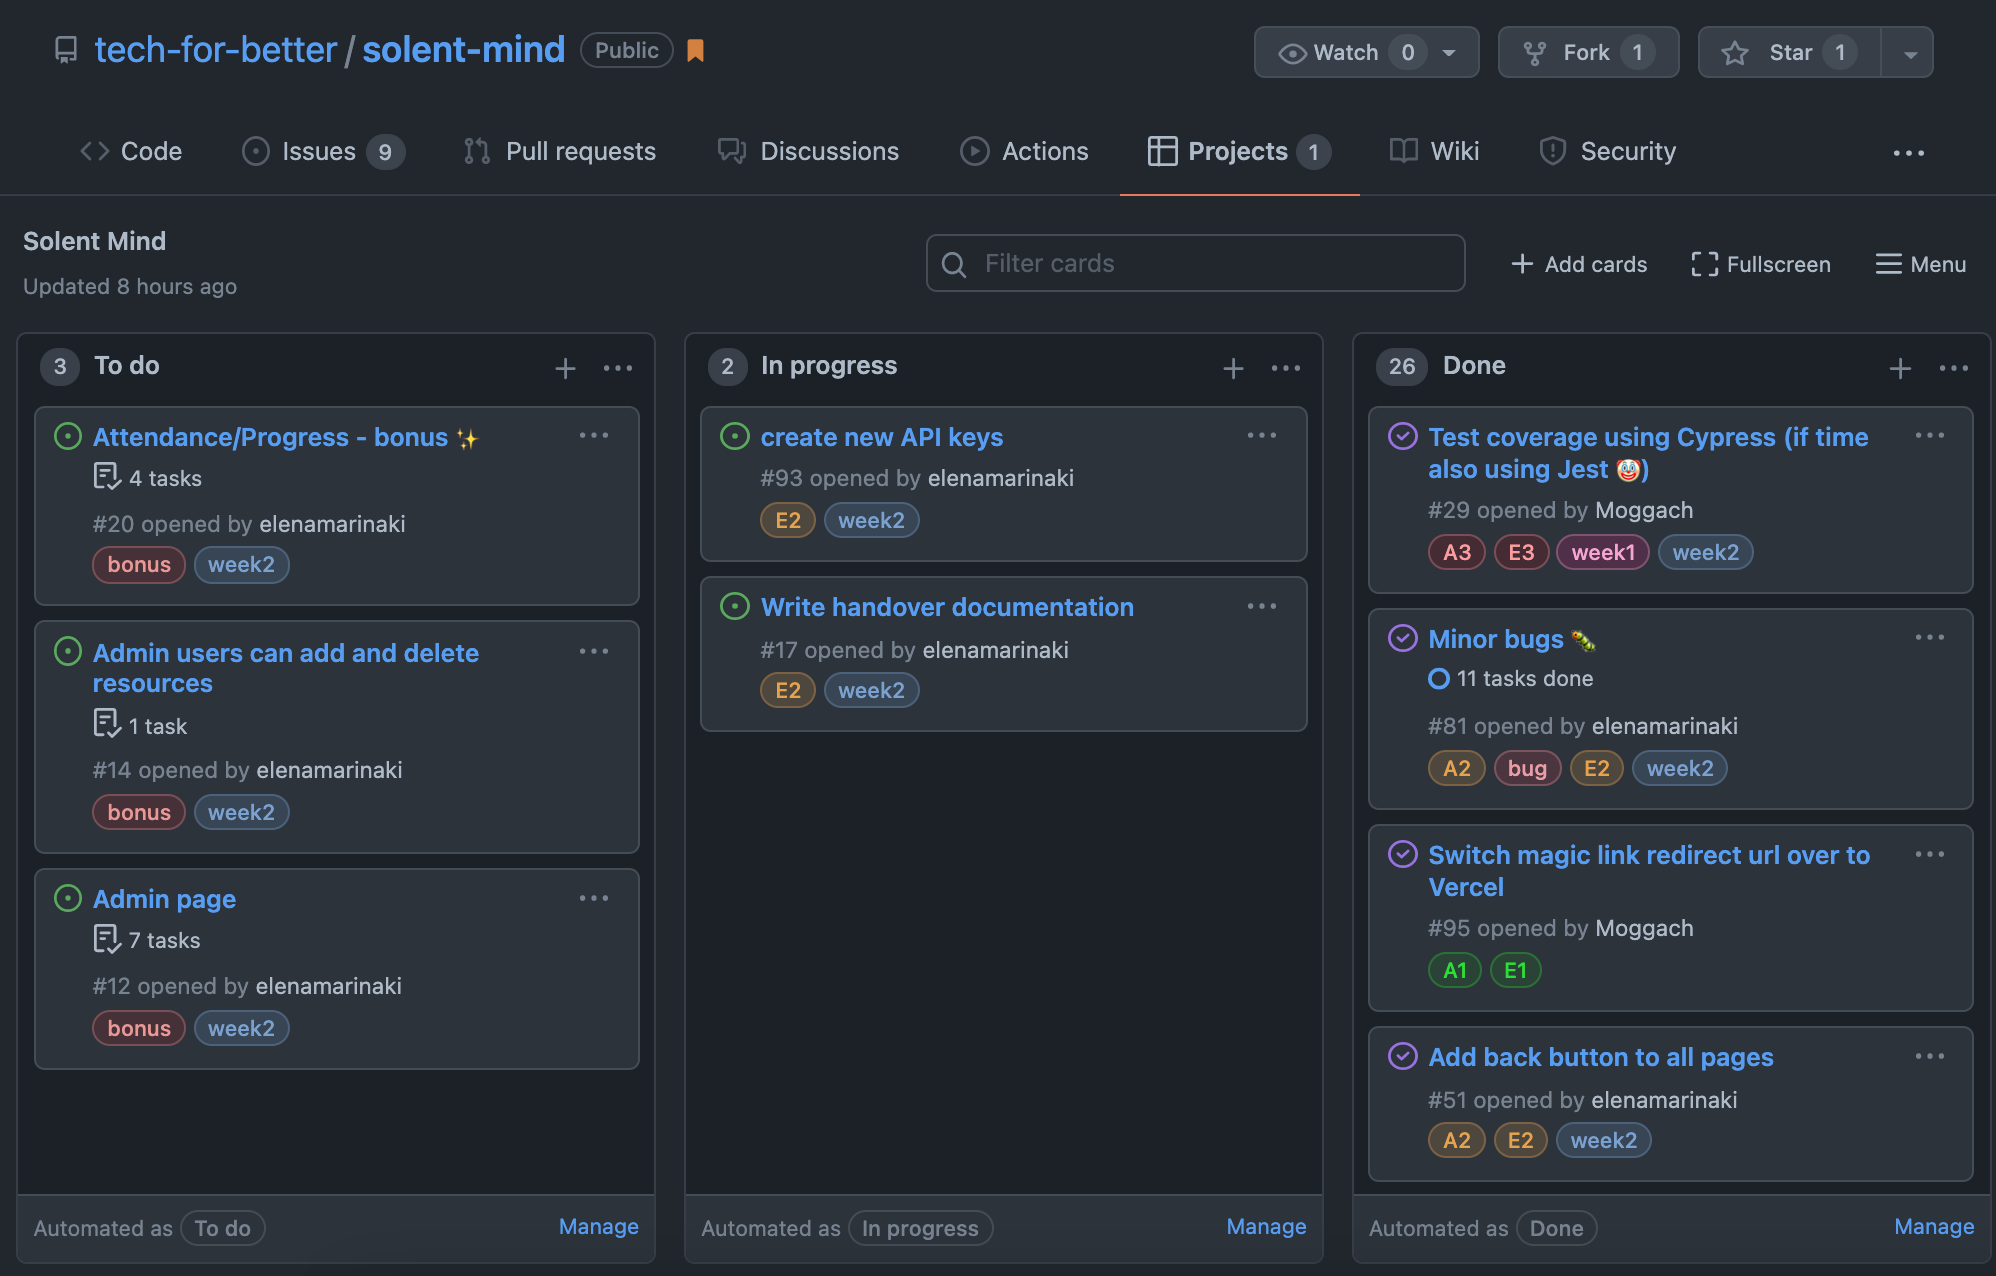 tech-for-better / solent-mind Public
Watch 0 Fork 1 Star 1
Code Issues 9 Pull requests Discussions Actions Projects 1 Wiki Security
Solent Mind
Updated 8 hours ago
Filter cards
Add cards Fullscreen Menu
3 To do
Attendance/Progress - bonus ✨
4 tasks
#20 opened by elenamarinaki
bonus week2
Admin users can add and delete
resources
1 task
#14 opened by elenamarinaki
bonus week2
Admin page
7 tasks
#12 opened by elenamarinaki
bonus week2
Automated as To do Manage
2 In progress
create new API keys
#93 opened by elenamarinaki
E2 week2
Write handover documentation
#17 opened by elenamarinaki
E2 week2
Automated as In progress Manage
26 Done
Test coverage using Cypress (if time
also using Jest 🤡)
#29 opened by Moggach
A3 E3 week1 week2
Minor bugs 🐛
11 tasks done
#81 opened by elenamarinaki
A2 bug E2 week2
Switch magic link redirect url over to
Vercel
#95 opened by Moggach
A1 E1
Add back button to all pages
#51 opened by elenamarinaki
A2 E2 week2
Automated as Done Manage